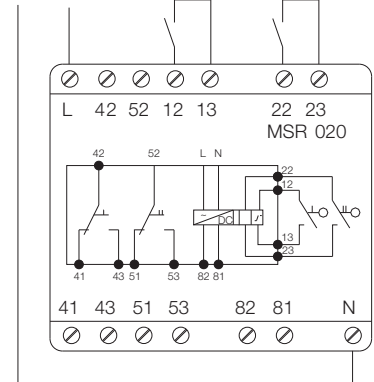 L 42 52 12 13 22 23
MSR 020
42 52 L N
22
12
~ DC
I II
13
23
41 43 51 53 82 81
41 43 51 53 82 81 N